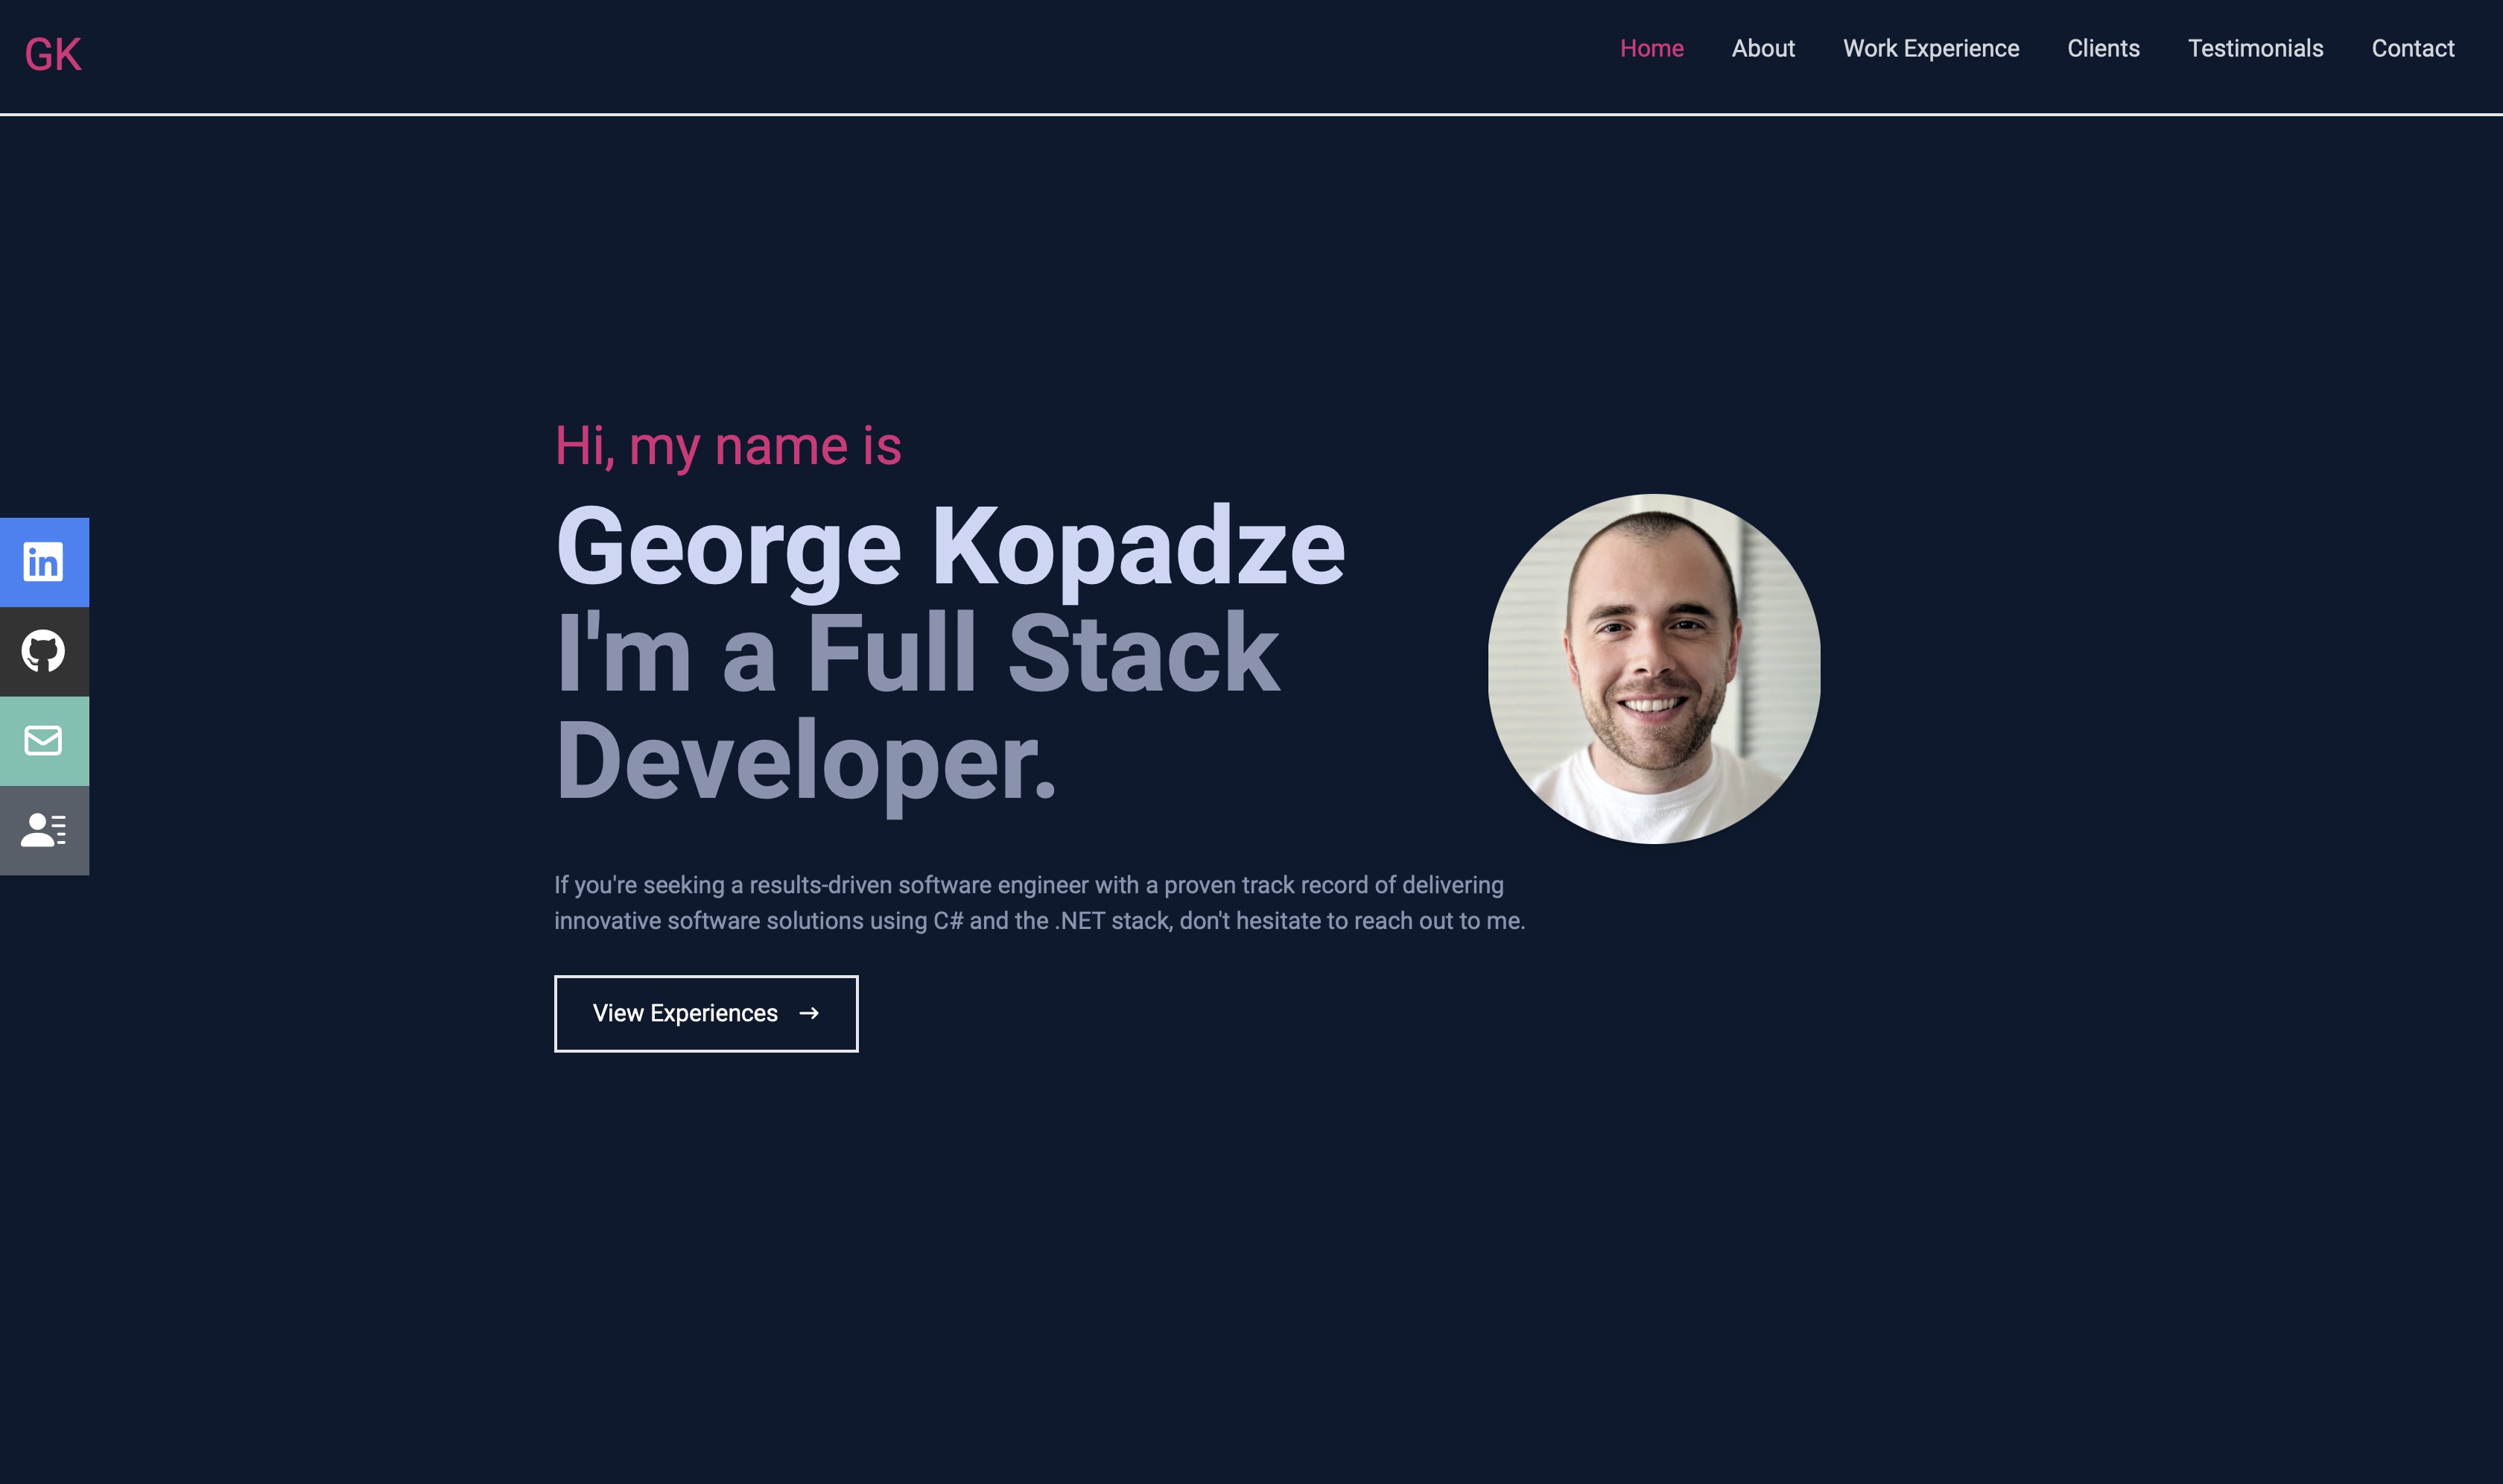 GK
Home About Work Experience Clients Testimonials Contact
Hi, my name is
George Kopadze
I'm a Full Stack
Developer.
in
If you're seeking a results-driven software engineer with a proven track record of delivering
innovative software solutions using C# and the .NET stack, don't hesitate to reach out to me.
View Experiences →